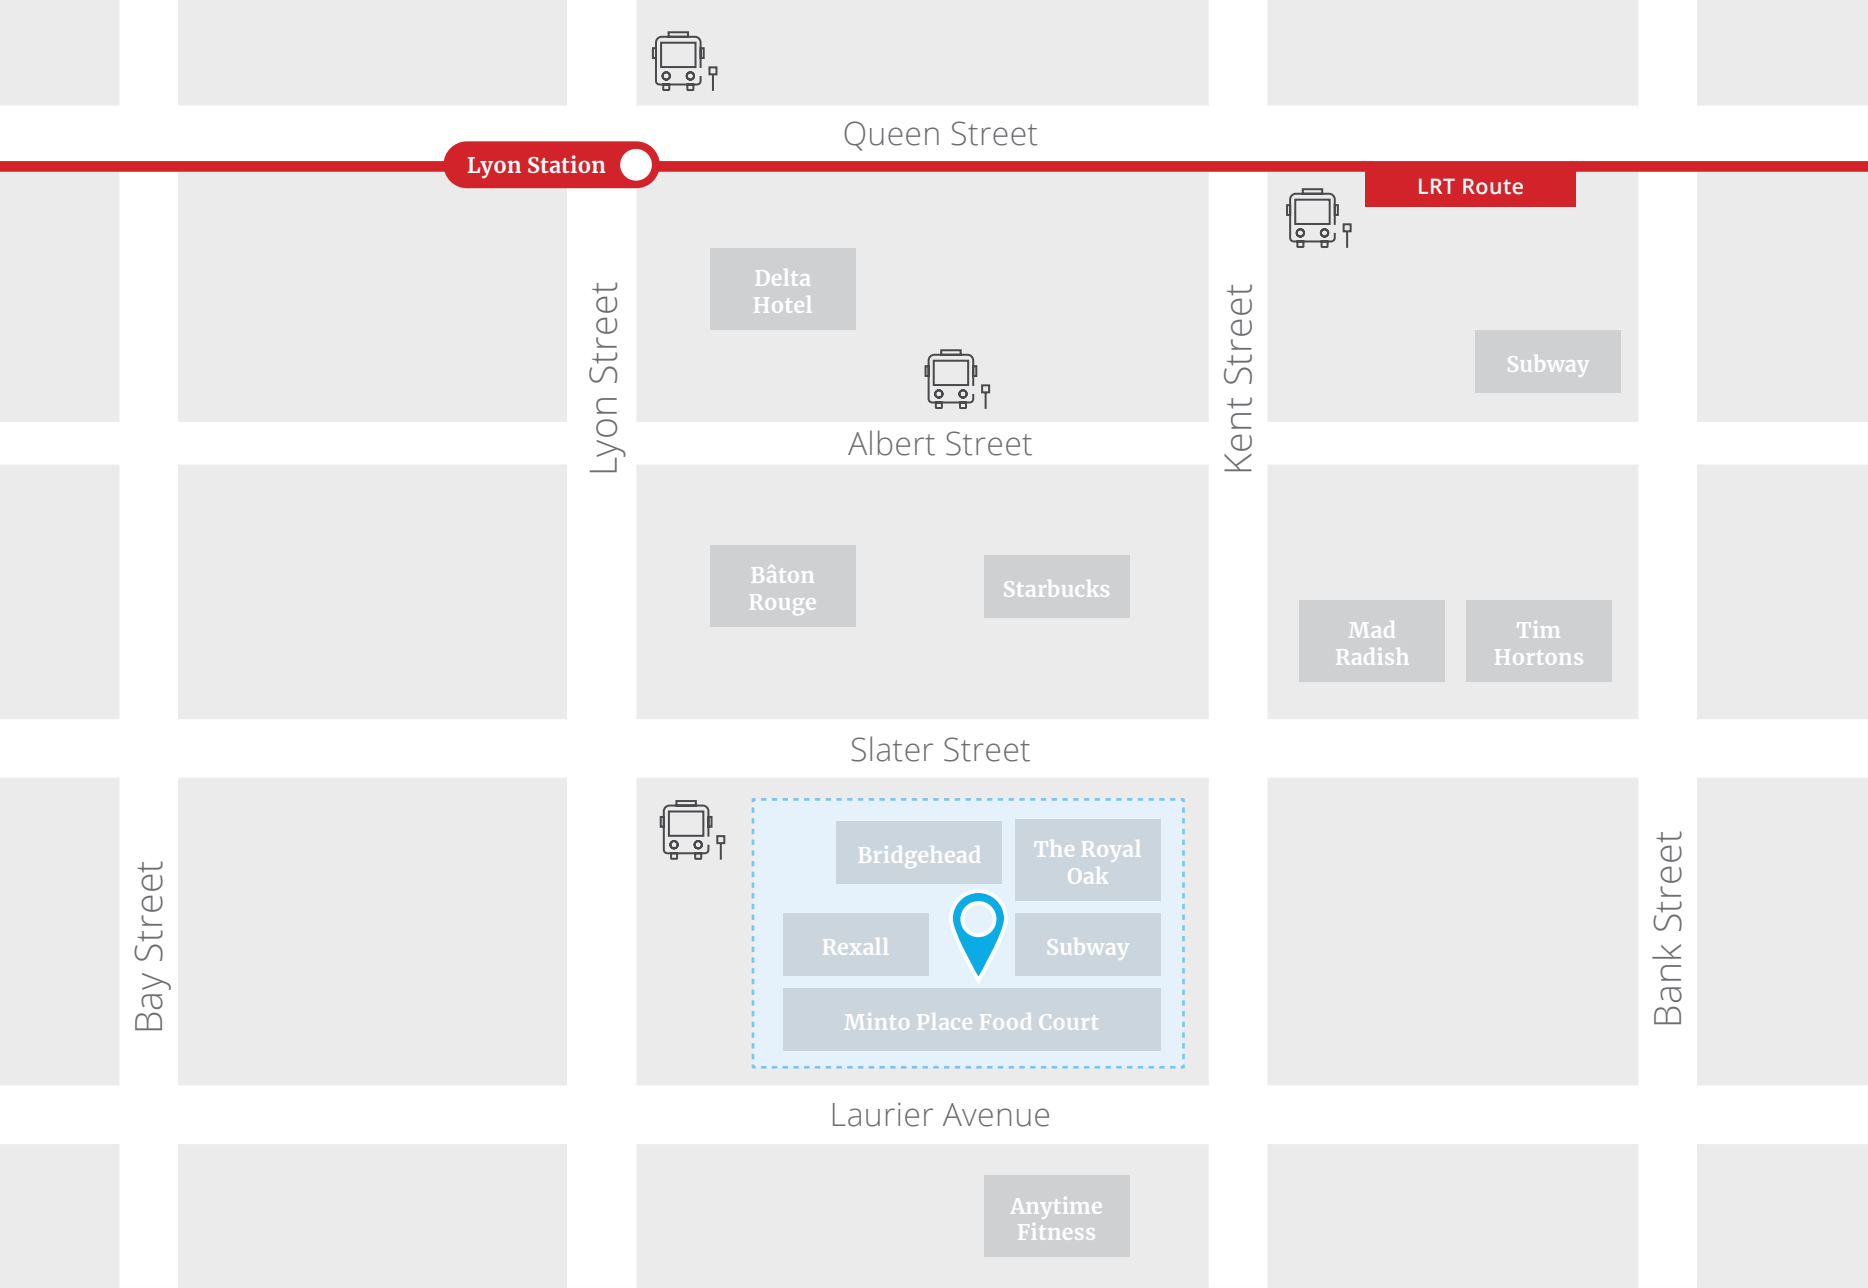 Queen Street
Lyon Station
LRT Route
Delta
Hotel
Lyon Street
Kent Street
Subway
Albert Street
Bâton
Rouge
Starbucks
Mad
Radish
Tim
Hortons
Slater Street
Bridgehead
The Royal
Oak
Bay Street
Rexall
Subway
Bank Street
Minto Place Food Court
Laurier Avenue
Anytime
Fitness